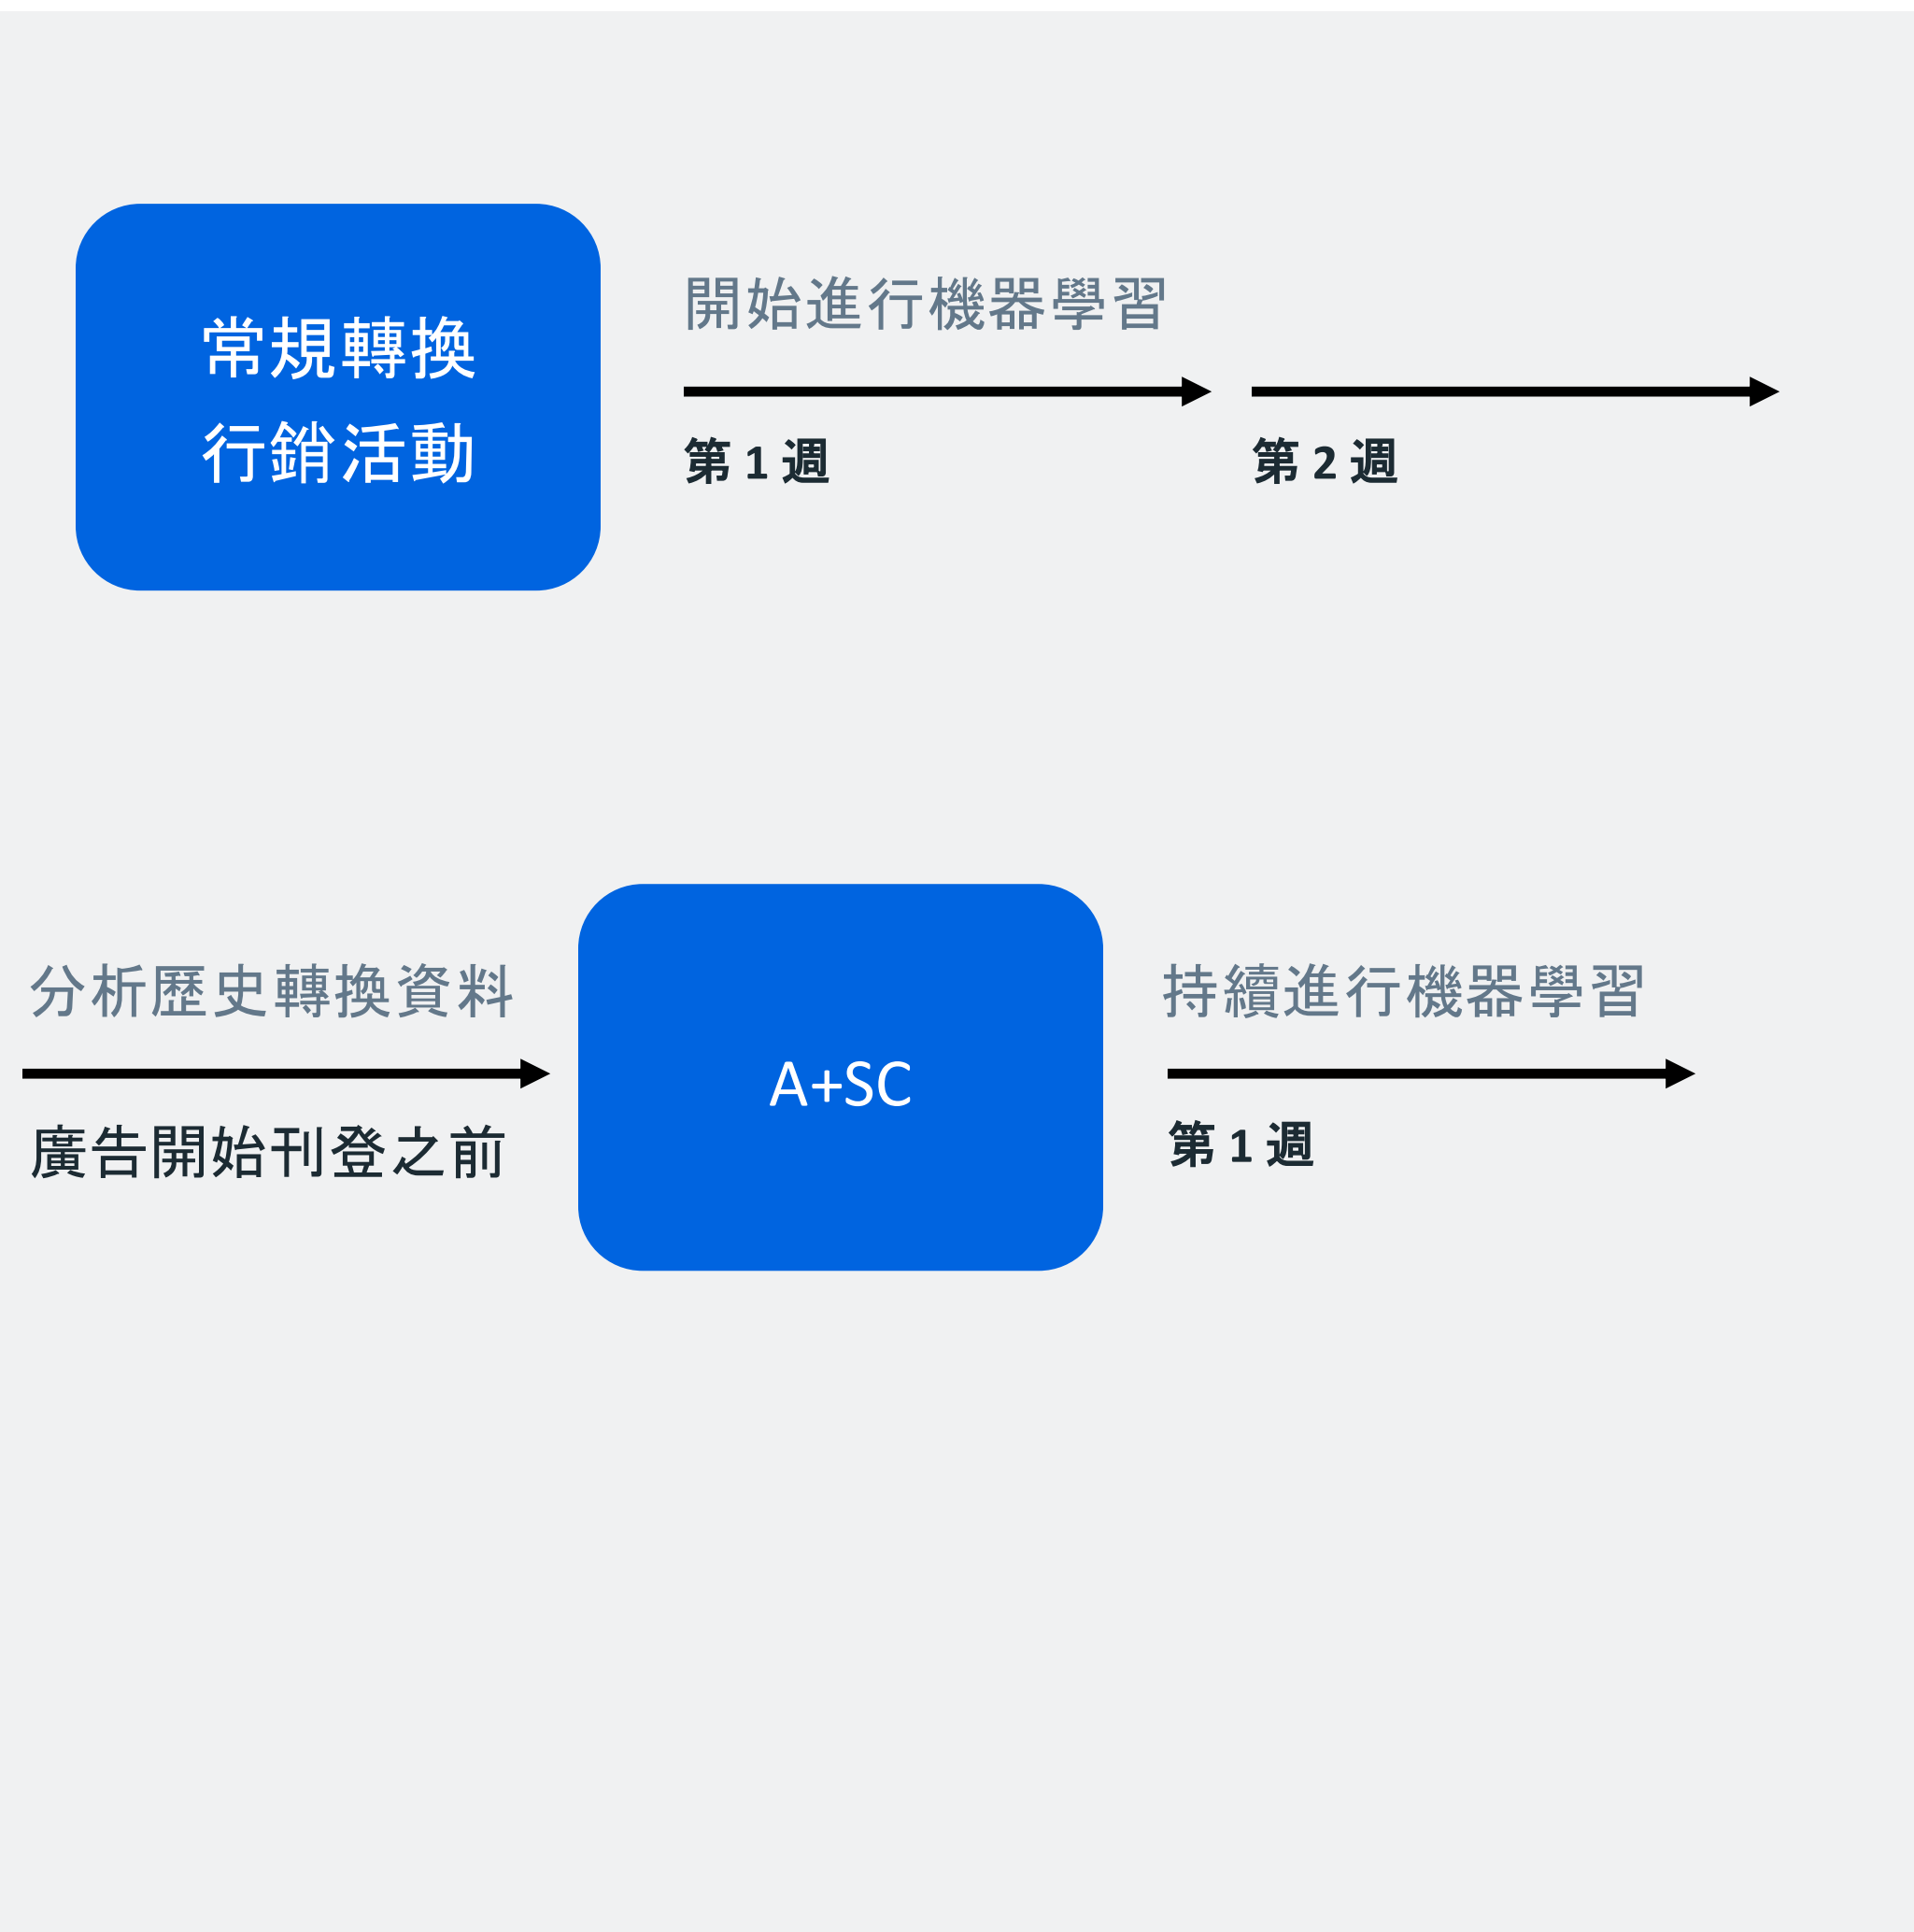 常規轉換
行銷活動
開始進行機器學習
第 1 週
第 2 週
分析歷史轉換資料
廣告開始刊登之前
A+SC
持續進行機器學習
第 1 週